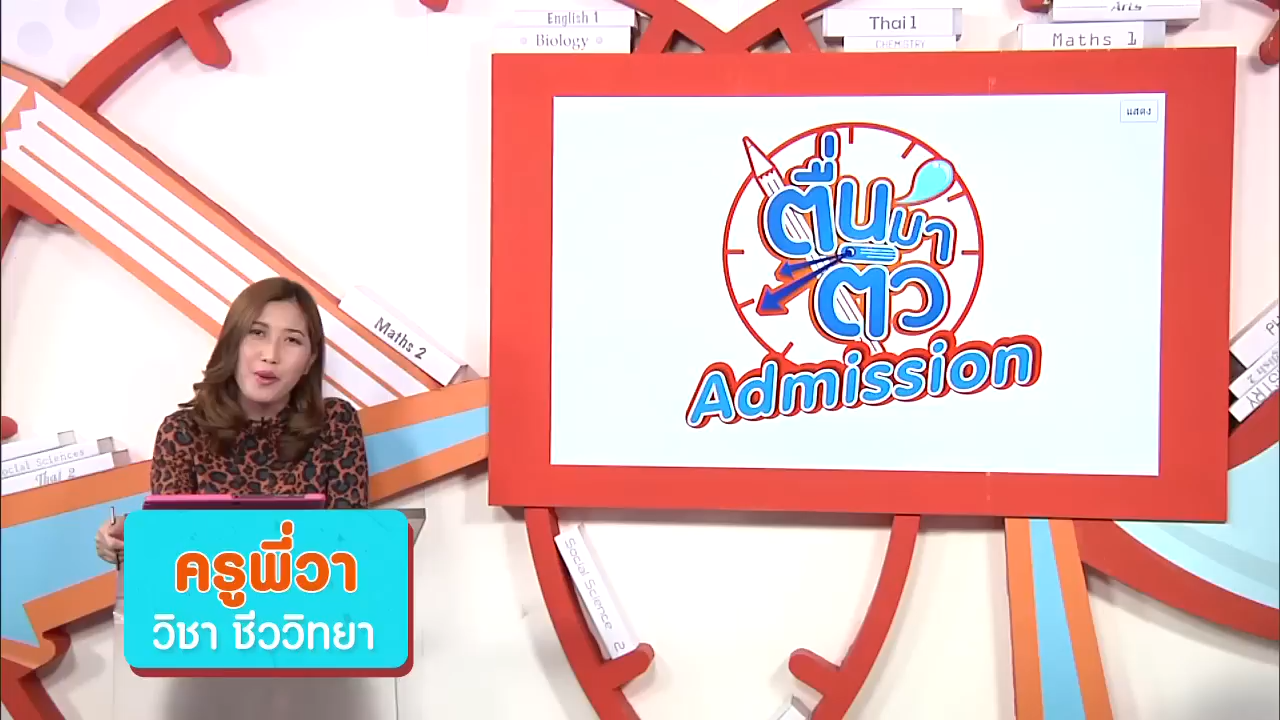 English 1
Biology
Thai 1
CHEMISTRY
Arts
Maths 1
แสดง
ตื่นมา
ติว
Admission
Maths 2
Social Sciences
Thai 2
Social Science 2
ครูพี่วา
วิชา ชีววิทยา